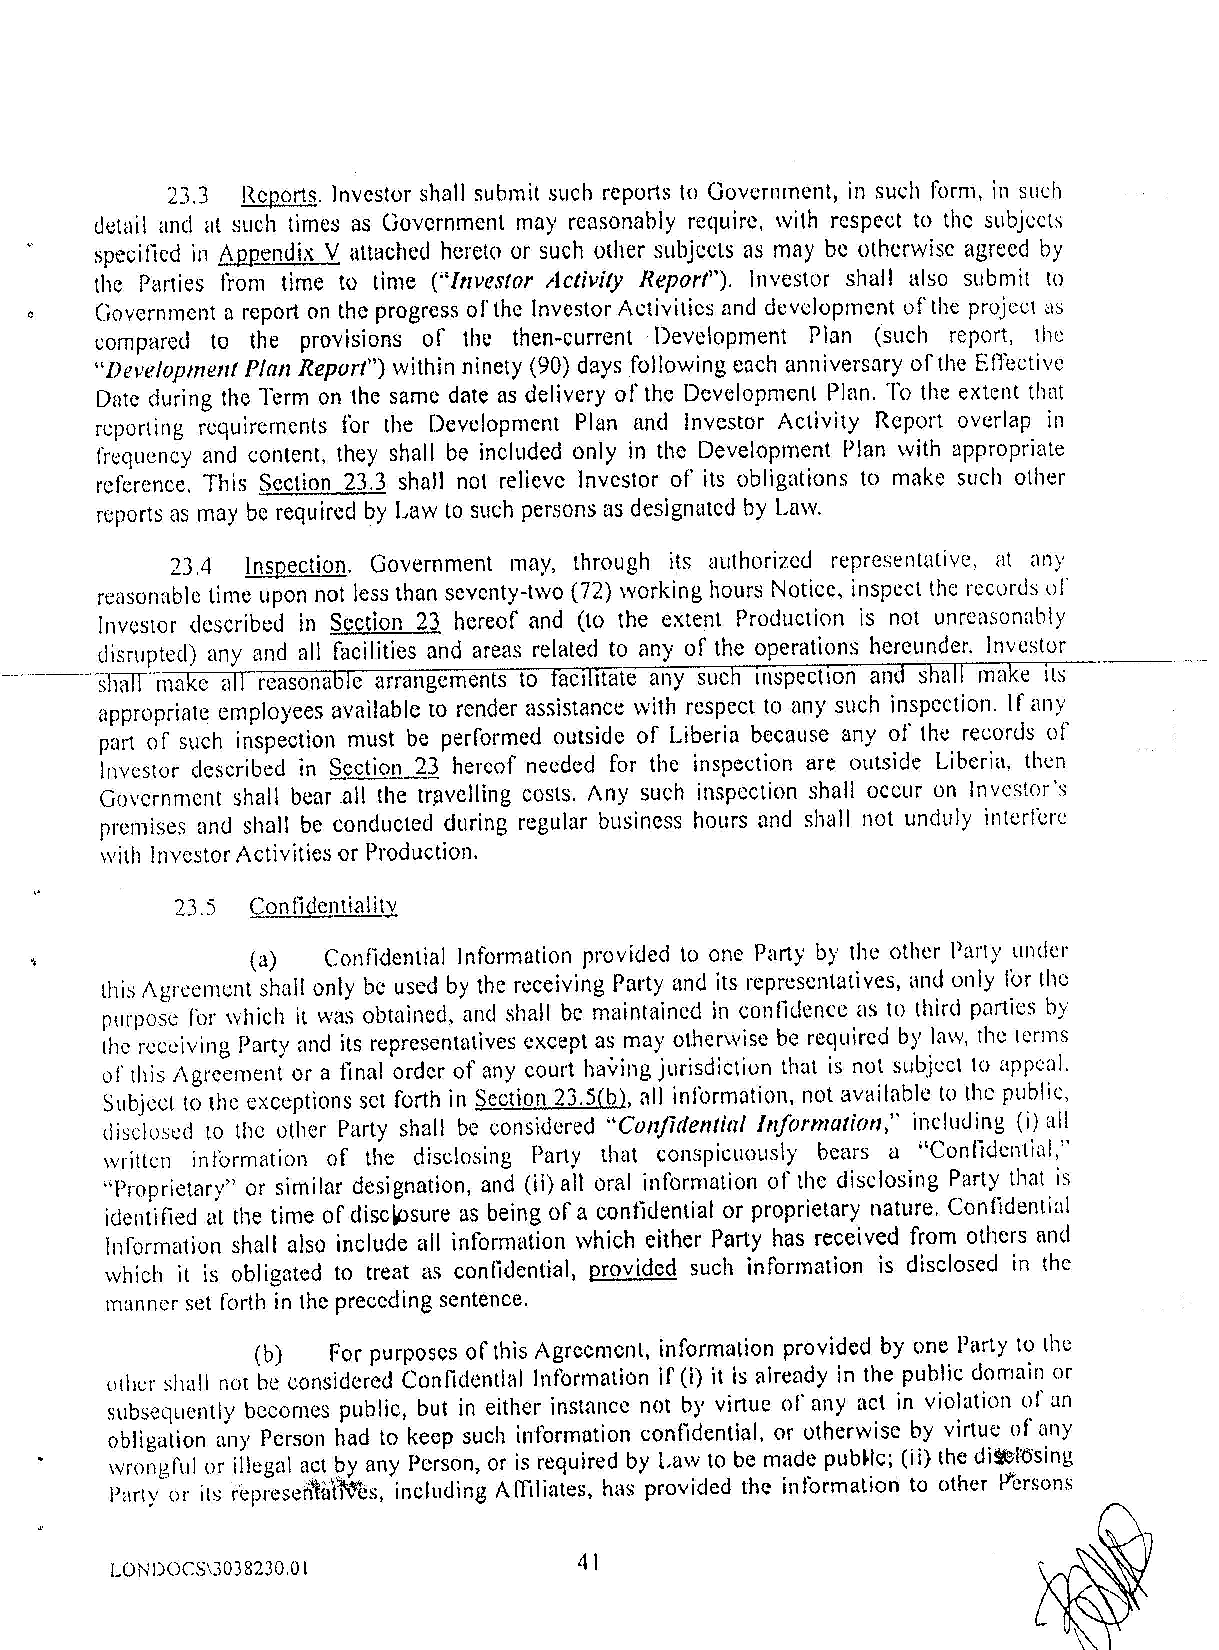 23.3 Reports. Investor shall submit such reports to Government, in such form, in such
detail and at such times as Government may reasonably require, with respect to the subjects
specified in Appendix V attached hereto or such other subjects as may be otherwise agreed by
the Parties from time to time (“Investor Activity Report”). Investor shall also submit to
Government a report on the progress of the Investor Activities and development of the project as
compared to the provisions of the then-current Development Plan (such report, the
“Development Plan Report”) within ninety (90) days following each anniversary of the Effective
Date during the Term on the same date as delivery of the Development Plan. To the extent that
reporting requirements for the Development Plan and Investor Activity Report overlap in
frequency and content, they shall be included only in the Development Plan with appropriate
reference. This Section 23.3 shall not relieve Investor of its obligations to make such other
reports as may be required by Law to such persons as designated by Law.
23.4 Inspection. Government may, through its authorized representative, at any
reasonable time upon not less than seventy-two (72) working hours Notice, inspect the records of
Investor described in Section 23 hereof and (to the extent Production is not unreasonably
disrupted) any and all facilities and areas related to any of the operations hereunder. Investor
shall make all reasonable arrangements to facilitate any such inspection and shall make its
appropriate employees available to render assistance with respect to any such inspection. If any
part of such inspection must be performed outside of Liberia because any of the records of
Investor described in Section 23 hereof needed for the inspection are outside Liberia, then
Government shall bear all the travelling costs. Any such inspection shall occur on Investor's
premises and shall be conducted during regular business hours and shall not unduly interfere
with Investor Activities or Production.
23.5 Confidentiality
(a) Confidential Information provided to one Party by the other Party under
this Agreement shall only be used by the receiving Party and its representatives, and only for the
purpose for which it was obtained, and shall be maintained in confidence as to third parties by
the receiving Party and its representatives except as may otherwise be required by law, the terms
of this Agreement or a final order of any court having jurisdiction that is not subject to appeal.
Subject to the exceptions set forth in Section 23.5(b), all information, not available to the public,
disclosed to the other Party shall be considered “Confidential Information,” including (i) all
written information of the disclosing Party that conspicuously bears a “Confidential,”
“Proprietary” or similar designation, and (ii) all oral information of the disclosing Party that is
identified at the time of disclosure as being of a confidential or proprietary nature. Confidential
Information shall also include all information which either Party has received from others and
which it is obligated to treat as confidential, provided such information is disclosed in the
manner set forth in the preceding sentence.
(b) For purposes of this Agreement, information provided by one Party to the
other shall not be considered Confidential Information if (i) it is already in the public domain or
subsequently becomes public, but in either instance not by virtue of any act in violation of an
obligation any Person had to keep such information confidential, or otherwise by virtue of any
wrongful or illegal act by any Person, or is required by Law to be made public; (ii) the disclosing
Party or its representatives, including Affiliates, has provided the information to other Persons
LONDOCS\3038230.01 41